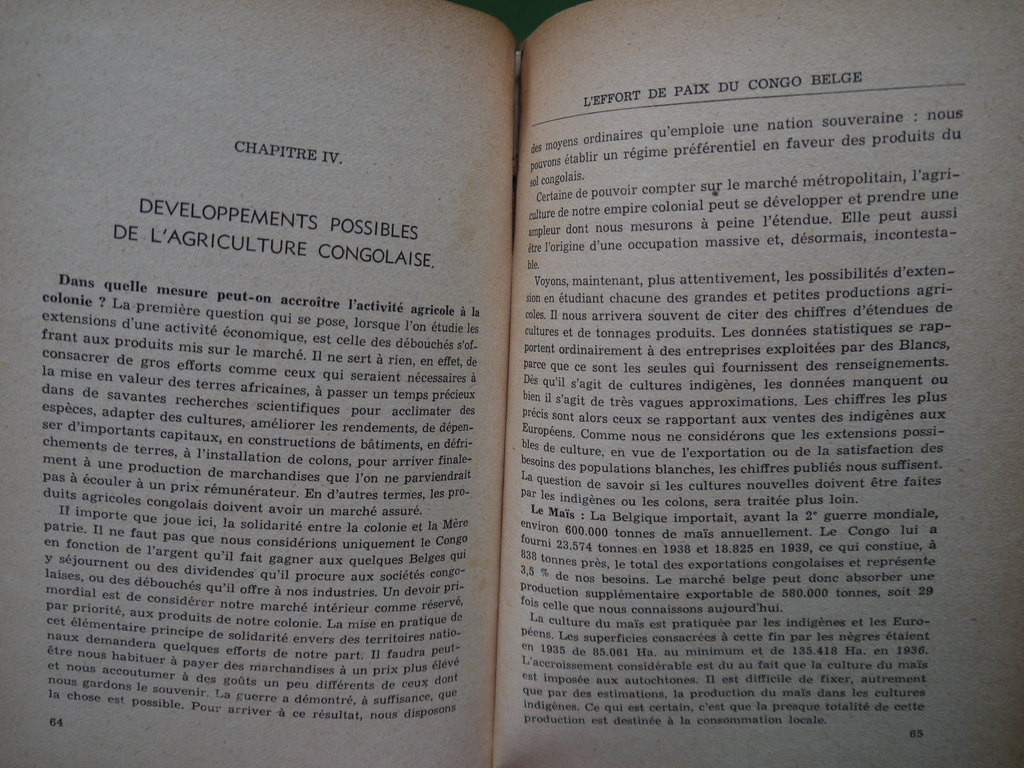 CHAPITRE IV.
DEVELOPPEMENTS POSSIBLES
DE L'AGRICULTURE CONGOLAISE.
Dans quelle mesure peut-on accroître l'activité agricole à la
colonie ? La première question qui se pose, lorsque l'on étudie les
extensions d'une activité économique, est celle des débouchés s'of-
frant aux produits mis sur le marché. Il ne sert à rien, en effet, de
consacrer de gros efforts comme ceux qui seraient nécessaires à
la mise en valeur des terres africaines, à passer un temps précieux
dans de savantes recherches scientifiques pour acclimater des
espèces, adapter des cultures, améliorer les rendements, de dépen-
ser d'importants capitaux, en constructions de bâtiments, en défri-
chements de terres, à l'installation de colons, pour arriver finale-
ment à une production de marchandises que l'on ne parviendrait
pas à écouler à un prix rémunérateur. En d'autres termes, les pro-
duits agricoles congolais doivent avoir un marché assuré.
Il importe que joue ici, la solidarité entre la colonie et la Mère
patrie. Il ne faut pas que nous considérions uniquement le Congo
en fonction de l'argent qu'il fait gagner aux quelques Belges qui
y séjournent ou des dividendes qu'il procure aux sociétés congo-
laises, ou des débouchés qu'il offre à nos industries. Un devoir pri-
mordial est de considérer notre marché intérieur comme réservé,
par priorité, aux produits de notre colonie. La mise en pratique de
cet élémentaire principe de solidarité envers des territoires natio-
naux demandera quelques efforts de notre part. Il faudra peut-
être nous habituer à payer des marchandises à un prix plus élevé
et nous accoutumer à des goûts un peu différents de ceux dont
nous gardons le souvenir. La guerre a démontré, à suffisance, que
la chose est possible. Pour arriver à ce résultat, nous disposons
64
L'EFFORT DE PAIX DU CONGO BELGE
des moyens ordinaires qu'emploie une nation souveraine : nous
pouvons établir un régime préférentiel en faveur des produits du
sol congolais.
Certaine de pouvoir compter sur le marché métropolitain, l'agri-
culture de notre empire colonial peut se développer et prendre une
ampleur dont nous mesurons à peine l'étendue. Elle peut aussi
être l'origine d'une occupation massive et, désormais, incontesta-
ble.
Voyons, maintenant, plus attentivement, les possibilités d'exten-
sion en étudiant chacune des grandes et petites productions agri-
coles. Il nous arrivera souvent de citer des chiffres d'étendues de
cultures et de tonnages produits. Les données statistiques se rap-
portent ordinairement à des entreprises exploitées par des Blancs,
parce que ce sont les seules qui fournissent des renseignements.
Dès qu'il s'agit de cultures indigènes, les données manquent ou
bien il s'agit de très vagues approximations. Les chiffres les plus
précis sont alors ceux se rapportant aux ventes des indigènes aux
Européens. Comme nous ne considérons que les extensions possi-
bles de culture, en vue de l'exportation ou de la satisfaction des
besoins des populations blanches, les chiffres publiés nous suffisent.
La question de savoir si les cultures nouvelles doivent être faites
par les indigènes ou les colons, sera traitée plus loin.
Le Maïs : La Belgique importait, avant la 2e guerre mondiale,
environ 600.000 tonnes de maïs annuellement. Le Congo lui a
fourni 23.574 tonnes en 1938 et 18.825 en 1939, ce qui constiue, à
838 tonnes près, le total des exportations congolaises et représente
3,5 % de nos besoins. Le marché belge peut donc absorber une
production supplémentaire exportable de 580.000 tonnes, soit 29
fois celle que nous connaissons aujourd'hui.
La culture du maïs est pratiquée par les indigènes et les Euro-
péens. Les superficies consacrées à cette fin par les nègres étaient
en 1935 de 85.061 Ha. au minimum et de 135.418 Ha. en 1936.
L'accroissement considérable est du au fait que la culture du maïs
est imposée aux autochtones. Il est difficile de fixer, autrement
que par des estimations, la production du maïs dans les cultures
indigènes. Ce qui est certain, c'est que la presque totalité de cette
production est destinée à la consommation locale.
65